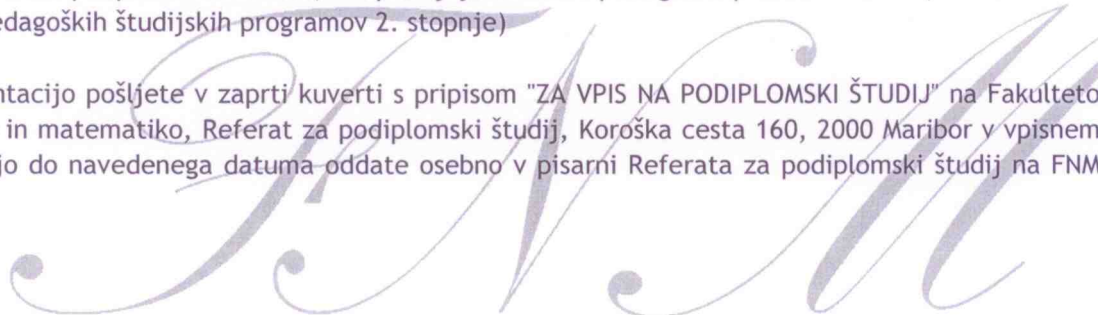 edagoških študijskih programov 2. stopnje)
ntacijo pošljete v zaprti kuverti s pripisom "ZA VPIS NA PODIPLOMSKI ŠTUDIJ" na Fakulteto
in matematiko, Referat za podiplomski študij, Koroška cesta 160, 2000 Maribor v vpisnem
jo do navedenega datuma oddate osebno v pisarni Referata za podiplomski študij na FNM
FNM